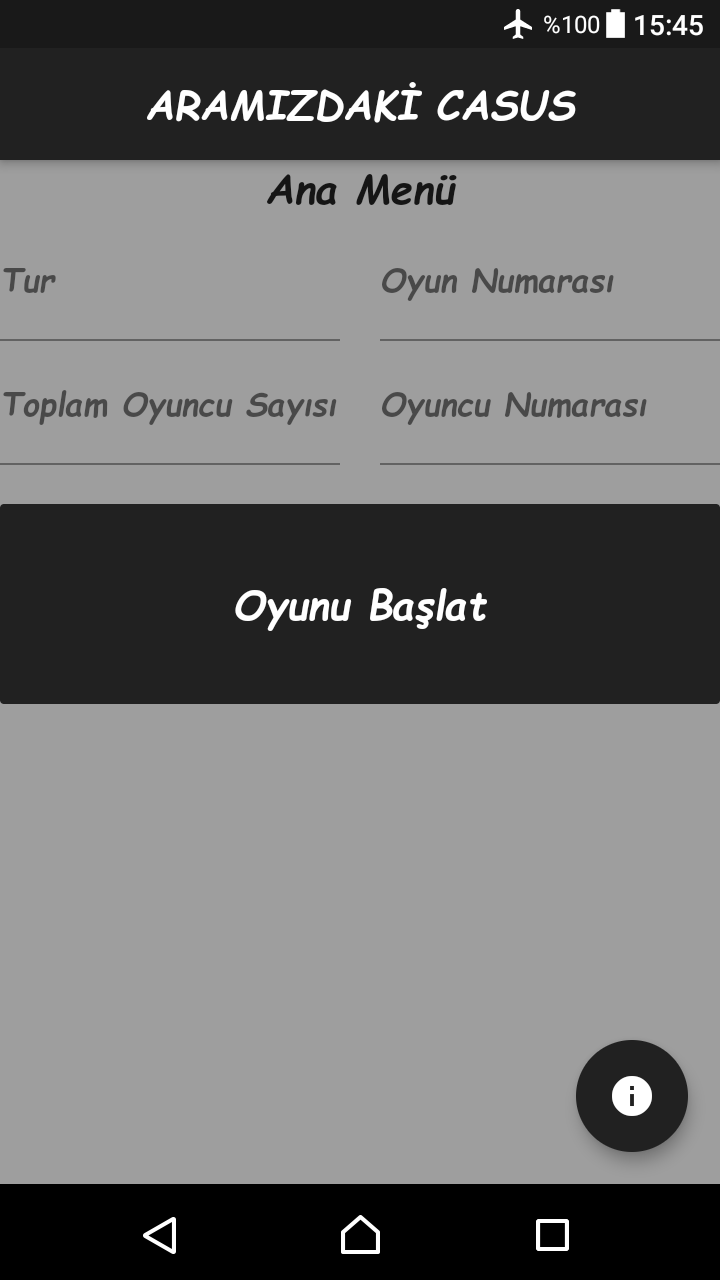 %100 15:45
ARAMIZDAKİ CASUS
Ana Menü
Tur
Oyun Numarası
Toplam Oyuncu Sayısı
Oyuncu Numarası
Oyunu Başlat